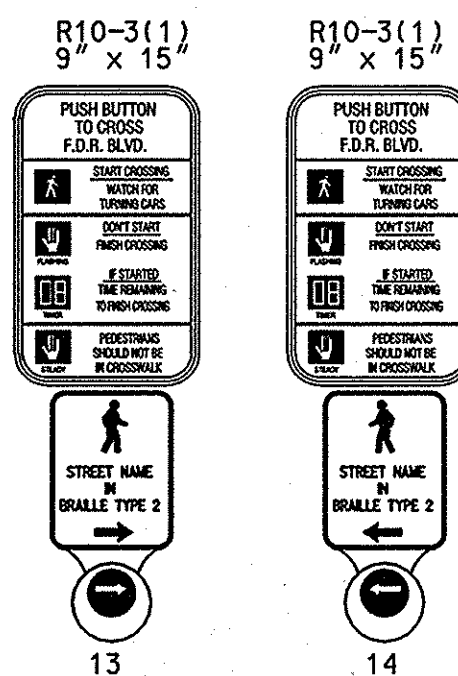 R10-3(1)
9" x 15"
PUSH BUTTON
TO CROSS
F.D.R. BLVD.
START CROSSING
WATCH FOR
TURNING CARS
DON'T START
FINISH CROSSING
FLASHING
IF STARTED
TIME REMAINING
TO FINISH CROSSING
08
TIMER
PEDESTRIANS
SHOULD NOT BE
IN CROSSWALK
STEADY
STREET NAME
IN
BRAILLE TYPE 2
13
R10-3(1)
9" x 15"
PUSH BUTTON
TO CROSS
F.D.R. BLVD.
START CROSSING
WATCH FOR
TURNING CARS
DON'T START
FINISH CROSSING
FLASHING
IF STARTED
TIME REMAINING
TO FINISH CROSSING
08
TIMER
PEDESTRIANS
SHOULD NOT BE
IN CROSSWALK
STEADY
STREET NAME
IN
BRAILLE TYPE 2
14